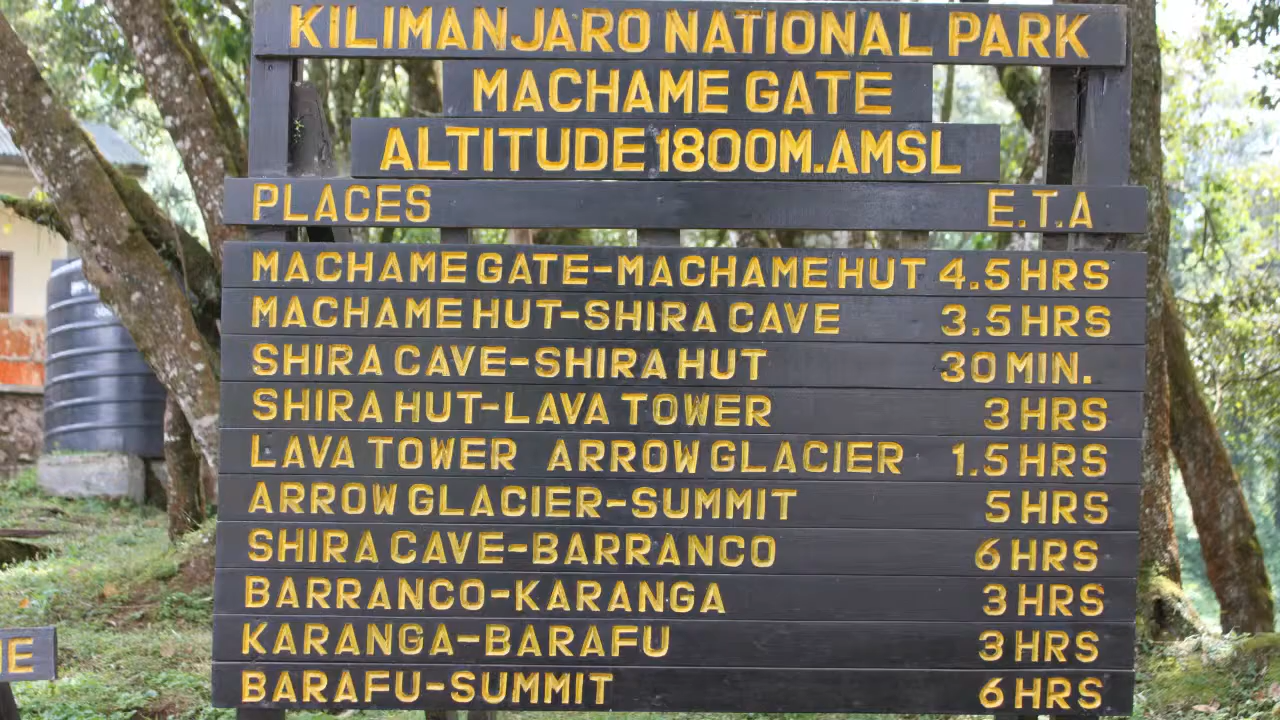 KILIMANJARO NATIONAL PARK
MACHAME GATE
ALTITUDE 1800M.AMSL
PLACES E.T.A
MACHAME GATE-MACHAME HUT 4.5 HRS
MACHAME HUT-SHIRA CAVE 3.5 HRS
SHIRA CAVE-SHIRA HUT 30 MIN.
SHIRA HUT-LAVA TOWER 3 HRS
LAVA TOWER ARROW GLACIER 1.5 HRS
ARROW GLACIER-SUMMIT 5 HRS
SHIRA CAVE-BARRANCO 6 HRS
BARRANCO-KARANGA 3 HRS
KARANGA-BARAFU 3 HRS
BARAFU-SUMMIT 6 HRS